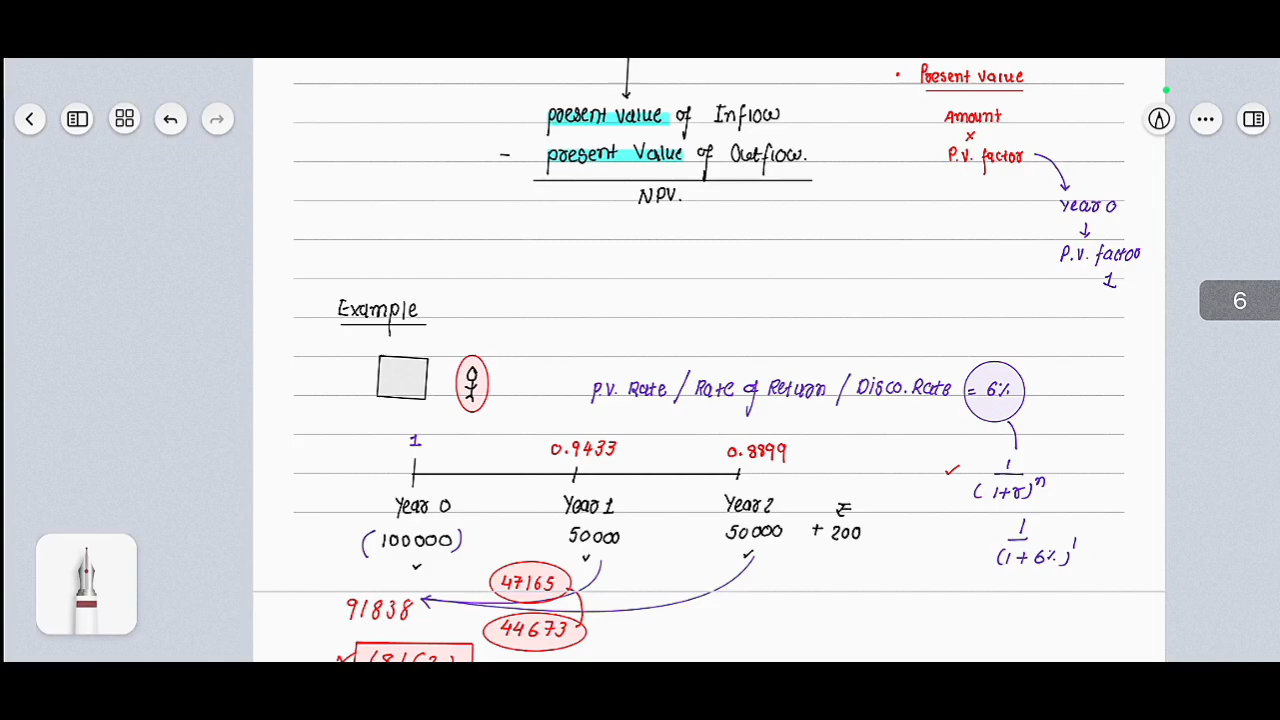 present value of Inflow
- present Value of Outflow.
NPV.
• Present value
Amount
×
P.V. factor
Year 0
P.V. factor
1
6
Example
P.V. Rate / Rate of Return / Disco. Rate = 6%
1 0.9433 0.8899
1
(1+r)^n
Year 0 Year 1 Year 2
(100000) 50000 50000 + 200
1
(1+6%)^1
47165
91838
44673